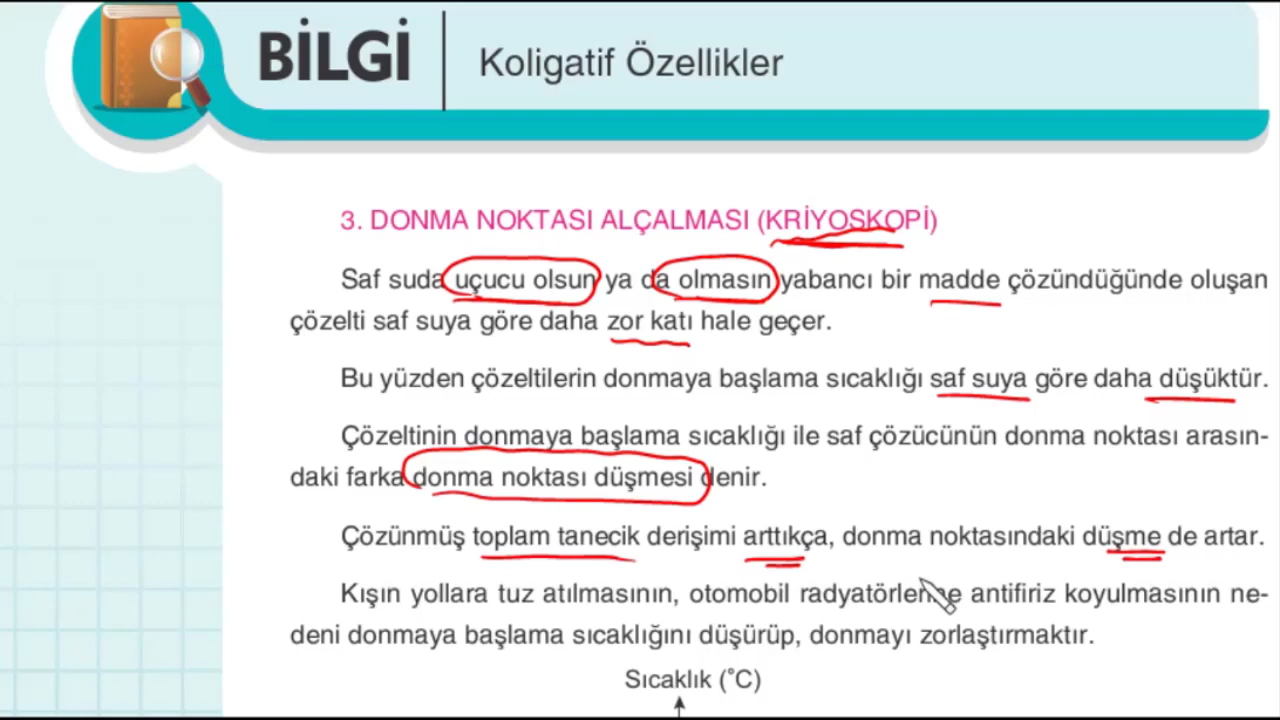 BİLGİ
Koligatif Özellikler
3. DONMA NOKTASI ALÇALMASI (KRİYOSKOPİ)
Saf suda uçucu olsun ya da olmasın yabancı bir madde çözündüğünde oluşan
çözelti saf suya göre daha zor katı hale geçer.
Bu yüzden çözeltilerin donmaya başlama sıcaklığı saf suya göre daha düşüktür.
Çözeltinin donmaya başlama sıcaklığı ile saf çözücünün donma noktası arasın-
daki farka donma noktası düşmesi denir.
Çözünmüş toplam tanecik derişimi arttıkça, donma noktasındaki düşme de artar.
Kışın yollara tuz atılmasının, otomobil radyatörlerine antifiriz koyulmasının ne-
deni donmaya başlama sıcaklığını düşürüp, donmayı zorlaştırmaktır.
Sıcaklık (˚C)